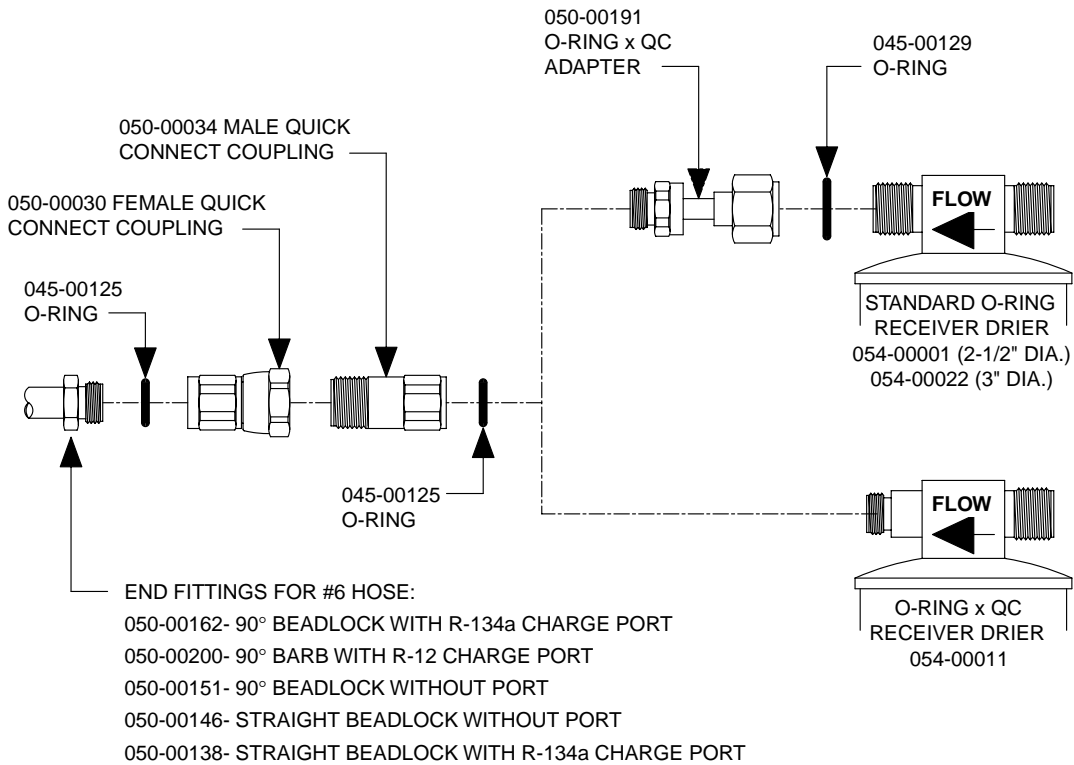 050-00191
O-RING x QC
ADAPTER
045-00129
O-RING
050-00034 MALE QUICK
CONNECT COUPLING
050-00030 FEMALE QUICK
CONNECT COUPLING
045-00125
O-RING
FLOW
STANDARD O-RING
RECEIVER DRIER
054-00001 (2-1/2" DIA.)
054-00022 (3" DIA.)
045-00125
O-RING
FLOW
O-RING x QC
RECEIVER DRIER
054-00011
END FITTINGS FOR #6 HOSE:
050-00162- 90° BEADLOCK WITH R-134a CHARGE PORT
050-00200- 90° BARB WITH R-12 CHARGE PORT
050-00151- 90° BEADLOCK WITHOUT PORT
050-00146- STRAIGHT BEADLOCK WITHOUT PORT
050-00138- STRAIGHT BEADLOCK WITH R-134a CHARGE PORT